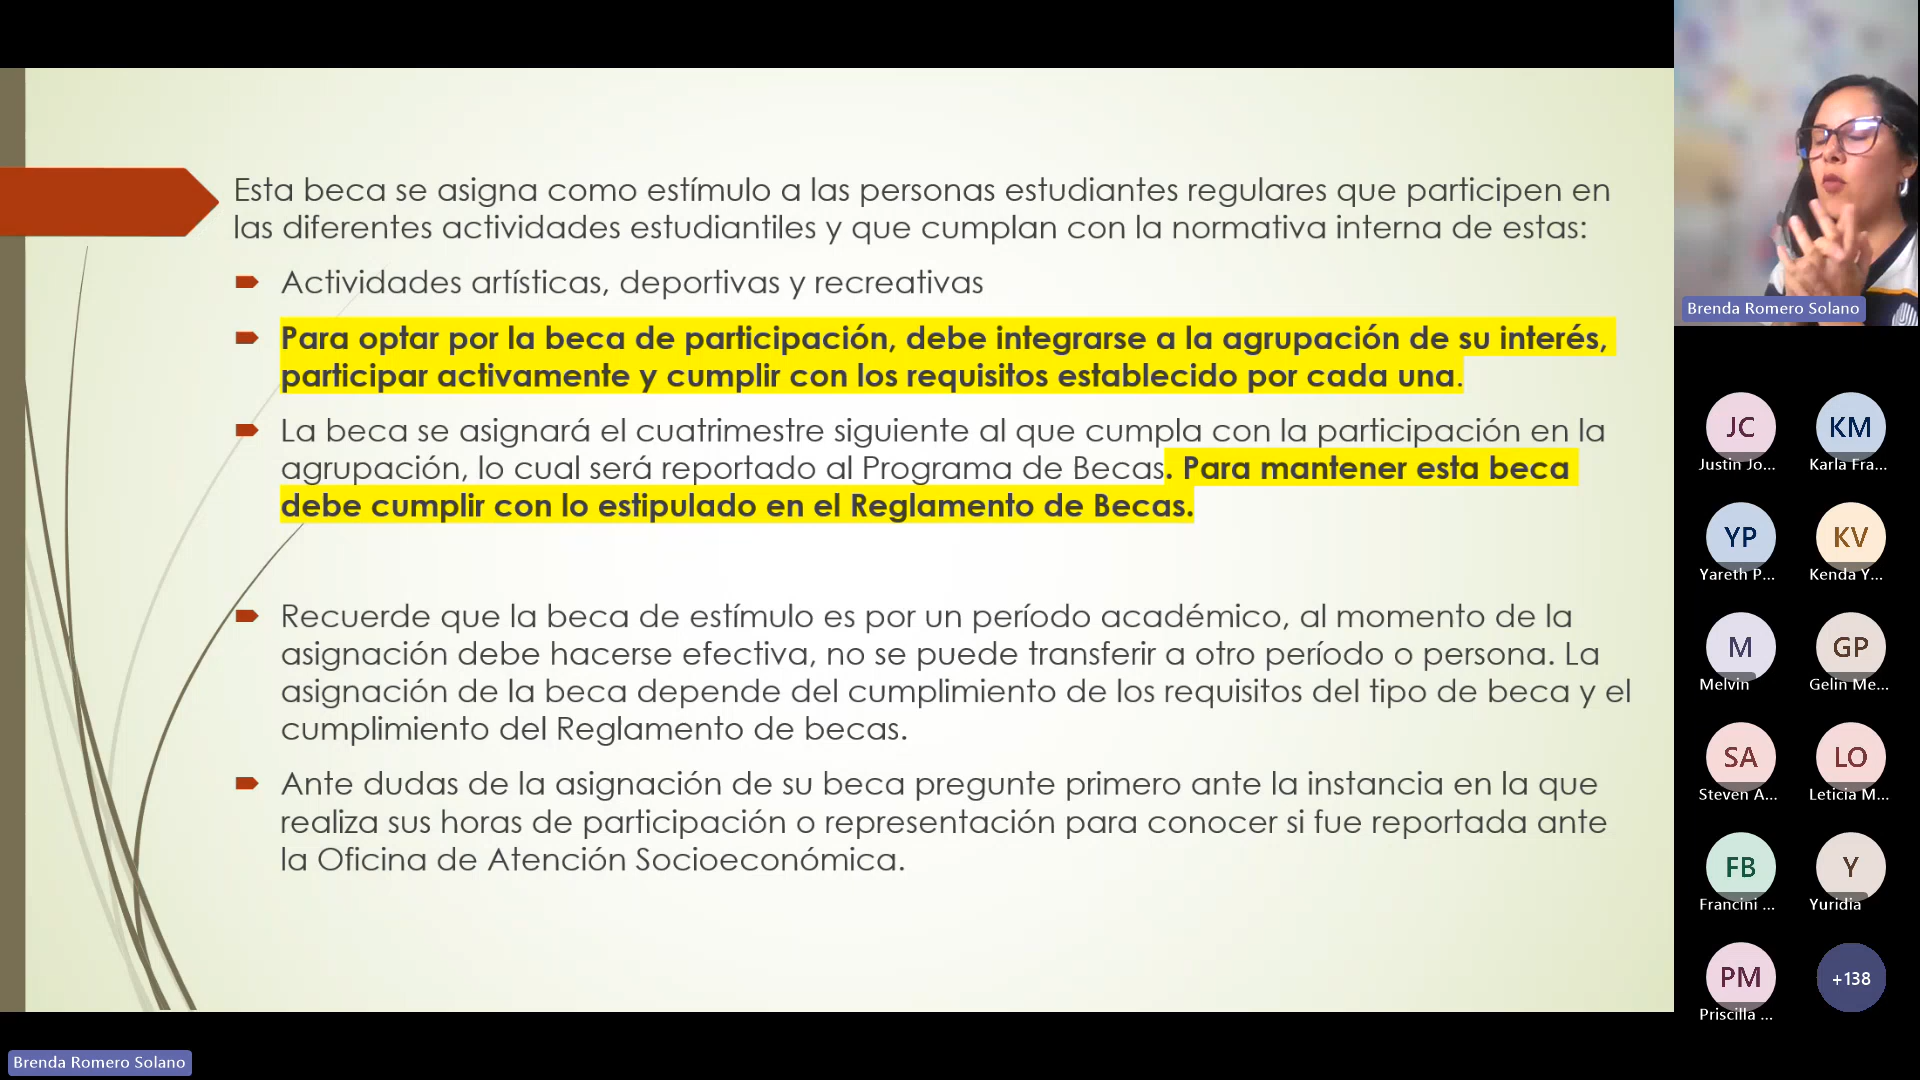 Esta beca se asigna como estímulo a las personas estudiantes regulares que participen en
las diferentes actividades estudiantiles y que cumplan con la normativa interna de estas:
Actividades artísticas, deportivas y recreativas
Para optar por la beca de participación, debe integrarse a la agrupación de su interés,
participar activamente y cumplir con los requisitos establecido por cada una.
La beca se asignará el cuatrimestre siguiente al que cumpla con la participación en la
agrupación, lo cual será reportado al Programa de Becas. Para mantener esta beca
debe cumplir con lo estipulado en el Reglamento de Becas.
Recuerde que la beca de estímulo es por un período académico, al momento de la
asignación debe hacerse efectiva, no se puede transferir a otro período o persona. La
asignación de la beca depende del cumplimiento de los requisitos del tipo de beca y el
cumplimiento del Reglamento de becas.
Ante dudas de la asignación de su beca pregunte primero ante la instancia en la que
realiza sus horas de participación o representación para conocer si fue reportada ante
la Oficina de Atención Socioeconómica.
Brenda Romero Solano
Brenda Romero Solano
JC
Justin Jo...
KM
Karla Fra...
YP
Yareth P...
KV
Kenda Y...
M
Melvin
GP
Gelin Me...
SA
Steven A...
LO
Leticia M...
FB
Francini ...
Y
Yuridia
PM
Priscilla ...
+138